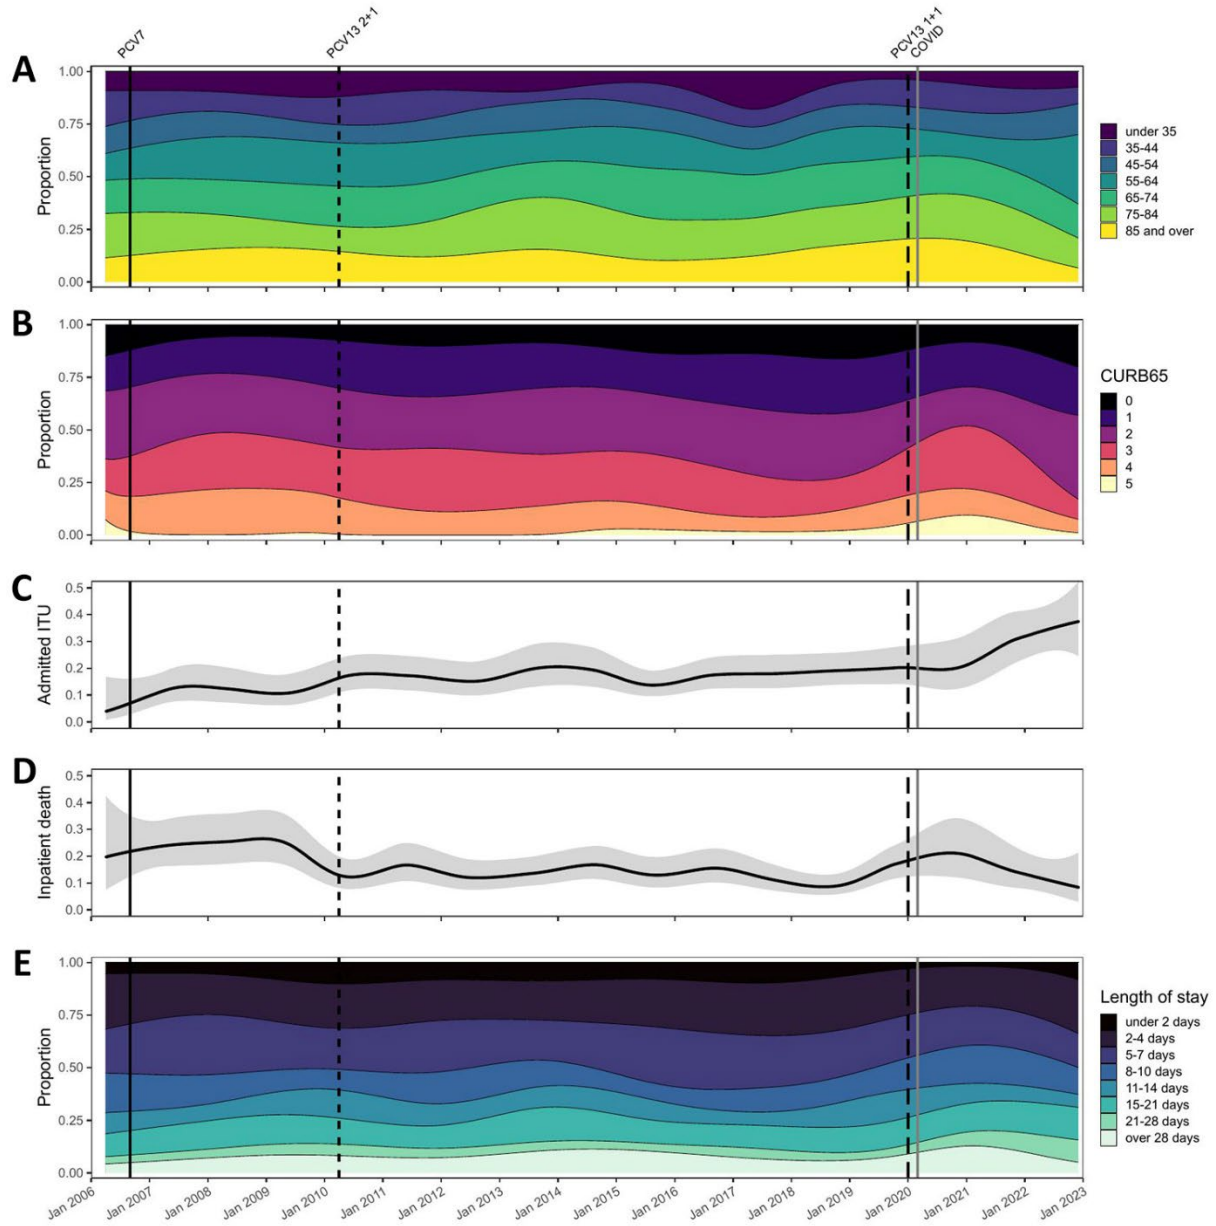 PCV7
PCV13 2+1
PCV13 1+1
COVID
A
1.00
0.75
0.50
0.25
0.00
Proportion
under 35
35-44
45-54
55-64
65-74
75-84
85 and over
B
1.00
0.75
0.50
0.25
0.00
Proportion
CURB65
0
1
2
3
4
5
C
0.5
0.4
0.3
0.2
0.1
0.0
Admitted ITU
D
0.5
0.4
0.3
0.2
0.1
0.0
Inpatient death
E
1.00
0.75
0.50
0.25
0.00
Proportion
Length of stay
under 2 days
2-4 days
5-7 days
8-10 days
11-14 days
15-21 days
21-28 days
over 28 days
Jan 2006
Jan 2007
Jan 2008
Jan 2009
Jan 2010
Jan 2011
Jan 2012
Jan 2013
Jan 2014
Jan 2015
Jan 2016
Jan 2017
Jan 2018
Jan 2019
Jan 2020
Jan 2021
Jan 2022
Jan 2023